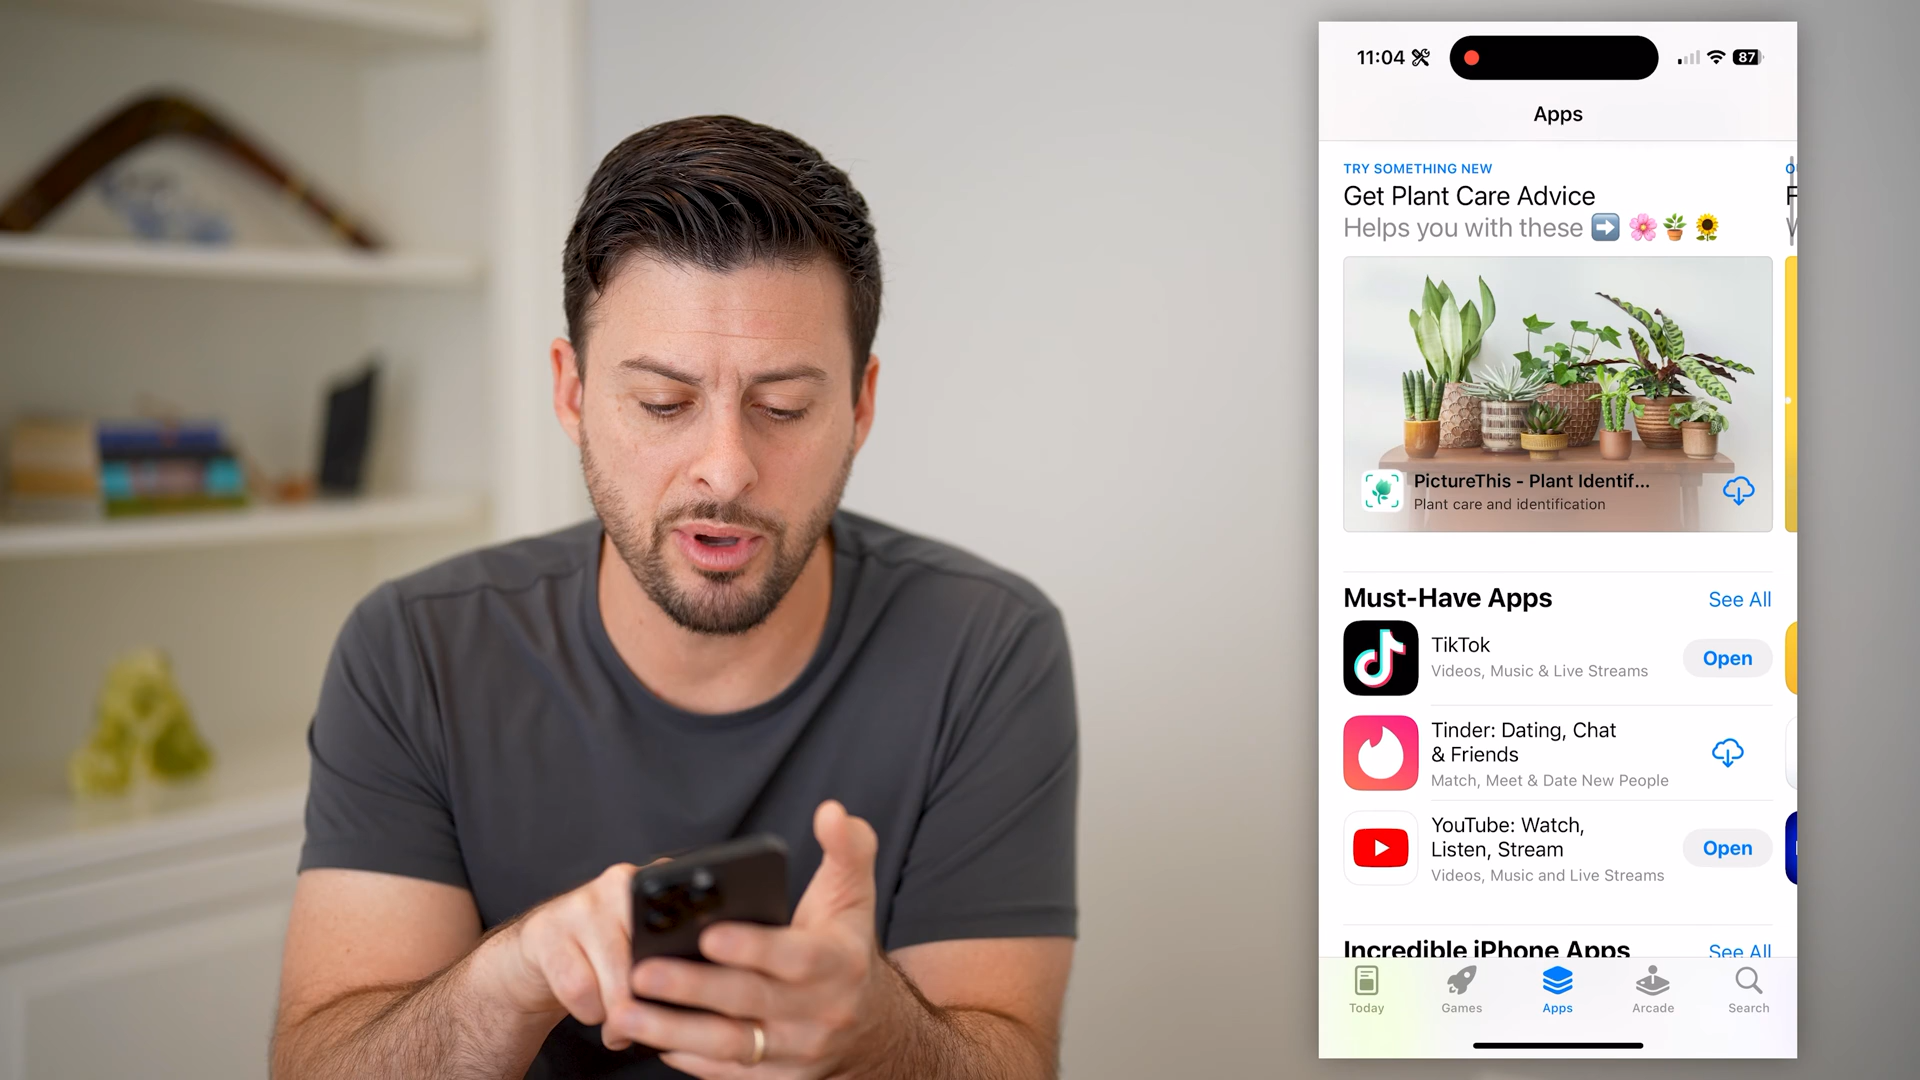 11:04
87
Apps
TRY SOMETHING NEW
Get Plant Care Advice
Helps you with these ➡️ 🌸🪴🌻
PictureThis - Plant Identif...
Plant care and identification
Must-Have Apps
See All
TikTok
Videos, Music & Live Streams
Open
Tinder: Dating, Chat
& Friends
Match, Meet & Date New People
YouTube: Watch,
Listen, Stream
Videos, Music and Live Streams
Open
Incredible iPhone Apps
See All
Today
Games
Apps
Arcade
Search